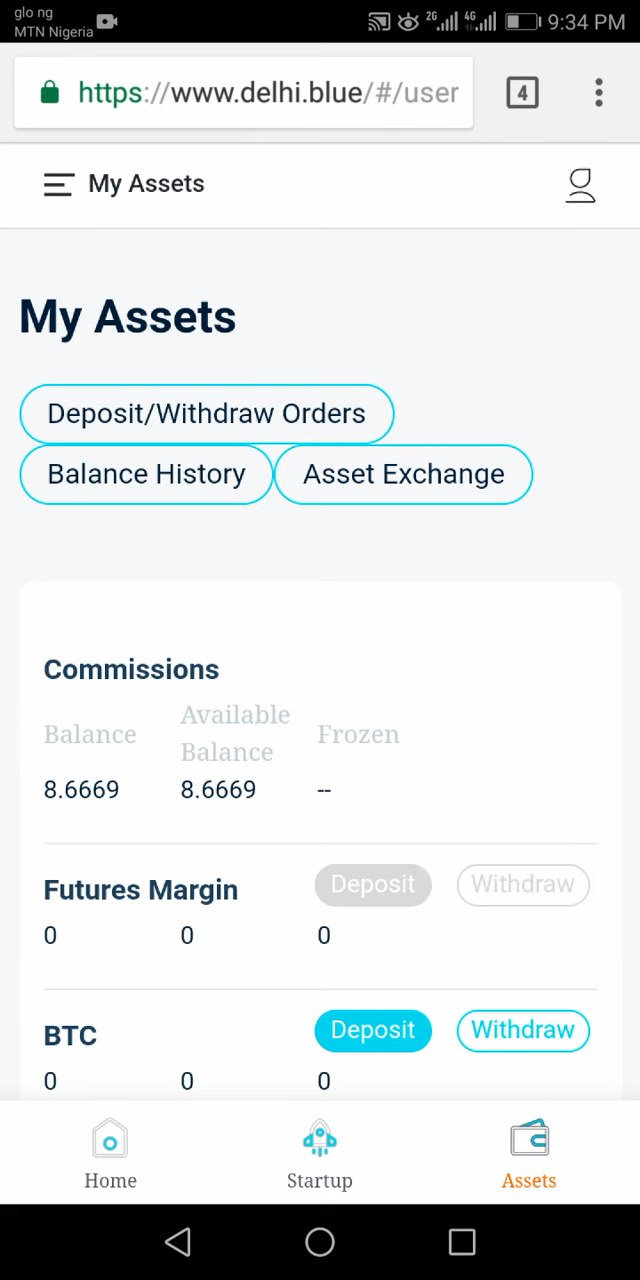 glo ng
MTN Nigeria
2G 4G 9:34 PM
https://www.delhi.blue/#/user
4
My Assets
My Assets
Deposit/Withdraw Orders
Balance History Asset Exchange
Commissions
Balance Available Balance Frozen
8.6669 8.6669 --
Futures Margin Deposit Withdraw
0 0 0
BTC Deposit Withdraw
0 0 0
Home Startup Assets